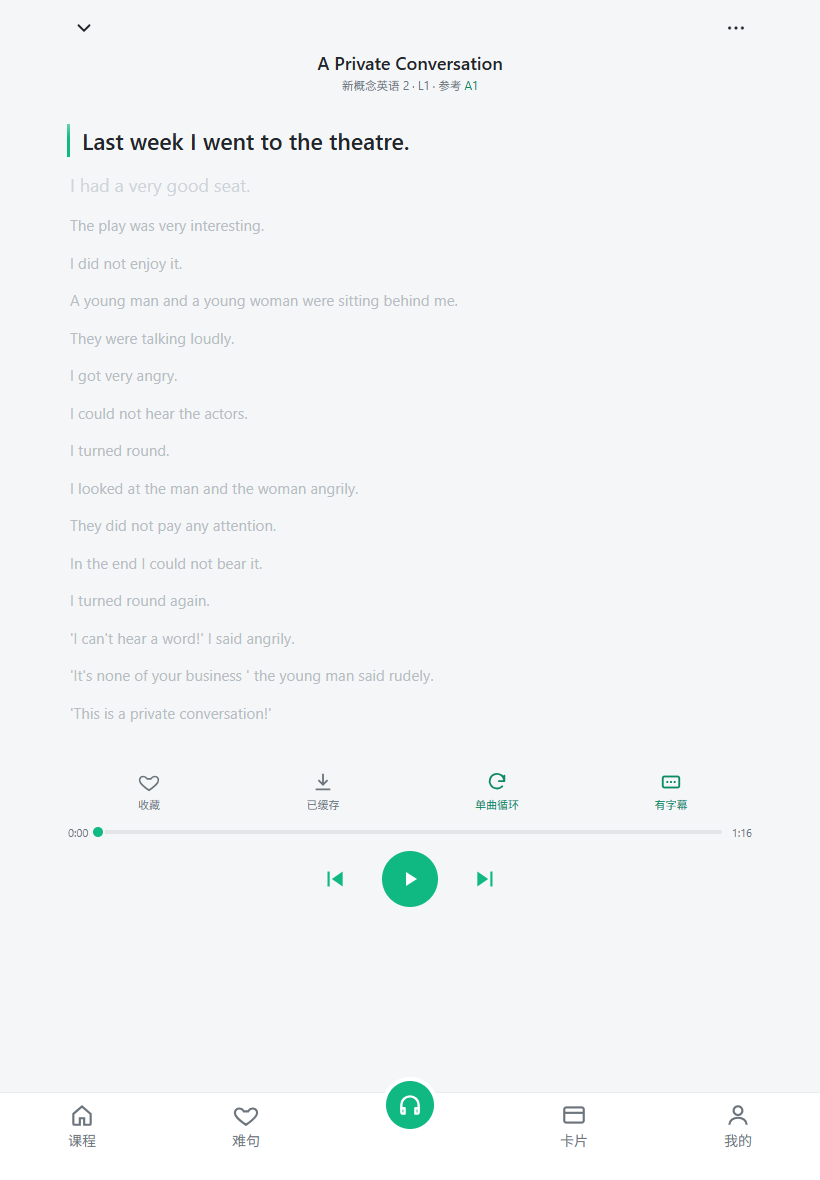 A Private Conversation
新概念英语 2 · L1 · 参考 A1
Last week I went to the theatre.
I had a very good seat.
The play was very interesting.
I did not enjoy it.
A young man and a young woman were sitting behind me.
They were talking loudly.
I got very angry.
I could not hear the actors.
I turned round.
I looked at the man and the woman angrily.
They did not pay any attention.
In the end I could not bear it.
I turned round again.
'I can't hear a word!' I said angrily.
'It's none of your business ' the young man said rudely.
'This is a private conversation!'
收藏 已缓存 单曲循环 有字幕
0:00 1:16
课程 难句 卡片 我的